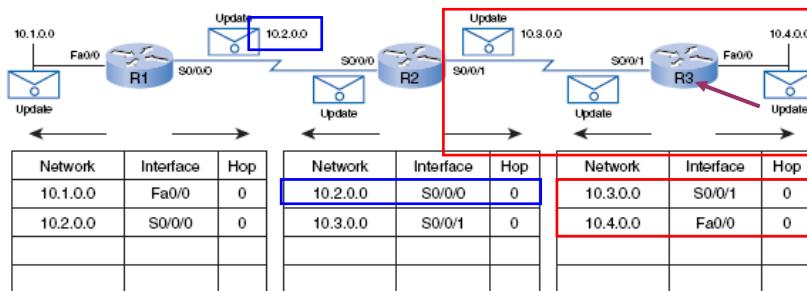 Update
Update
10.1.0.0
10.2.0.0
10.3.0.0
10.4.0.0
Fa0/0
S0/0/0
S0/0/0
S0/0/1
S0/0/1
Fa0/0
R1
R2
R3
Update
Update
Update
Update
Network Interface Hop
10.1.0.0 Fa0/0 0
10.2.0.0 S0/0/0 0
Network Interface Hop
10.2.0.0 S0/0/0 0
10.3.0.0 S0/0/1 0
Network Interface Hop
10.3.0.0 S0/0/1 0
10.4.0.0 Fa0/0 0